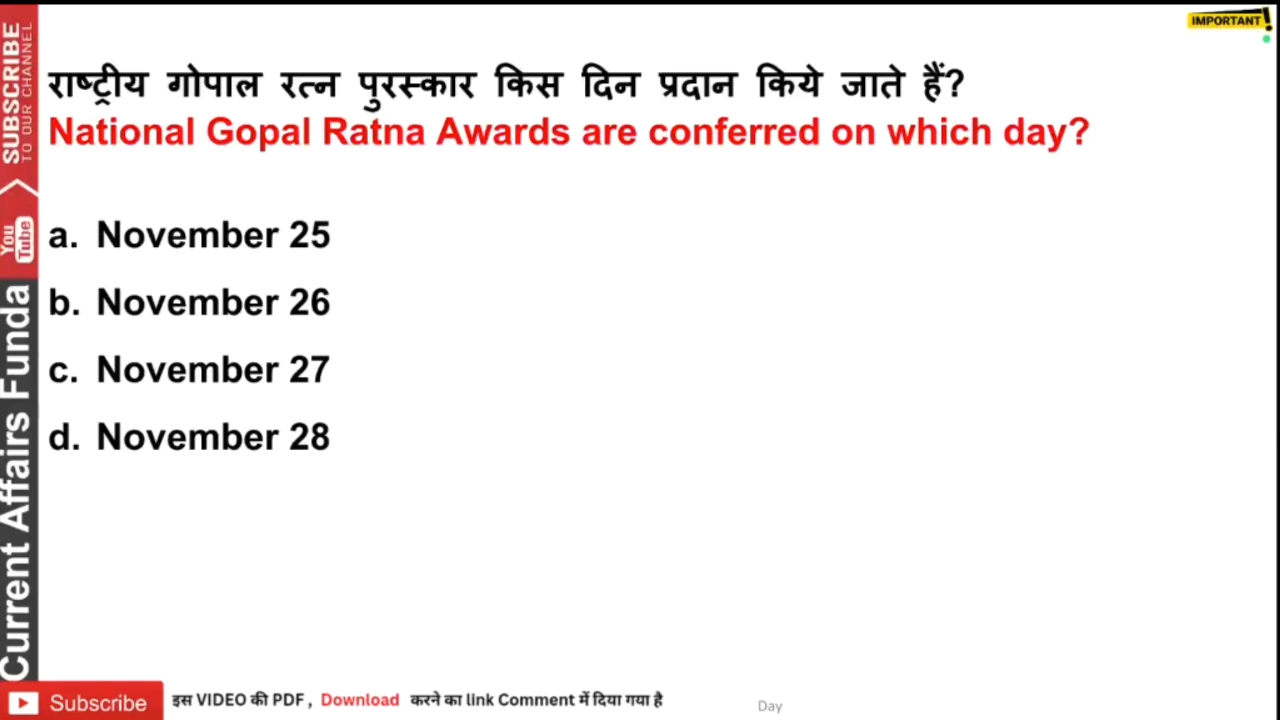 IMPORTANT!
राष्ट्रीय गोपाल रत्न पुरस्कार किस दिन प्रदान किये जाते हैं?
National Gopal Ratna Awards are conferred on which day?
a. November 25
b. November 26
c. November 27
d. November 28
SUBSCRIBE
TO OUR CHANNEL
You
Tube
Current Affairs Funda
Subscribe
इस VIDEO की PDF , Download करने का link Comment में दिया गया है
Day